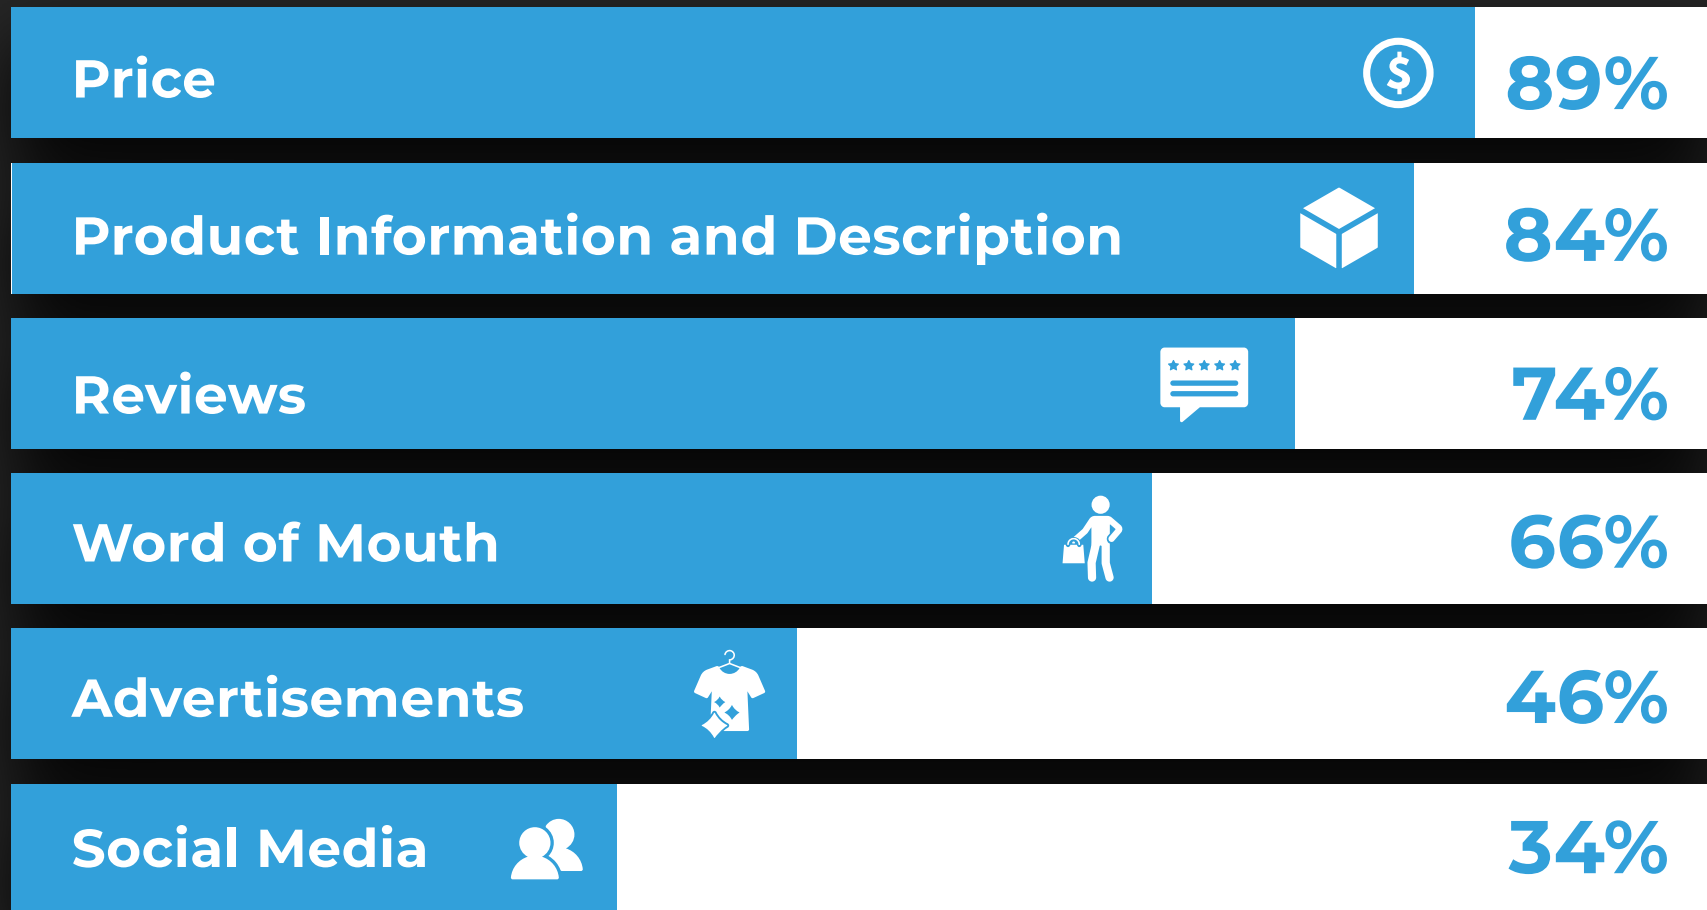 Price 89%
Product Information and Description 84%
Reviews 74%
Word of Mouth 66%
Advertisements 46%
Social Media 34%